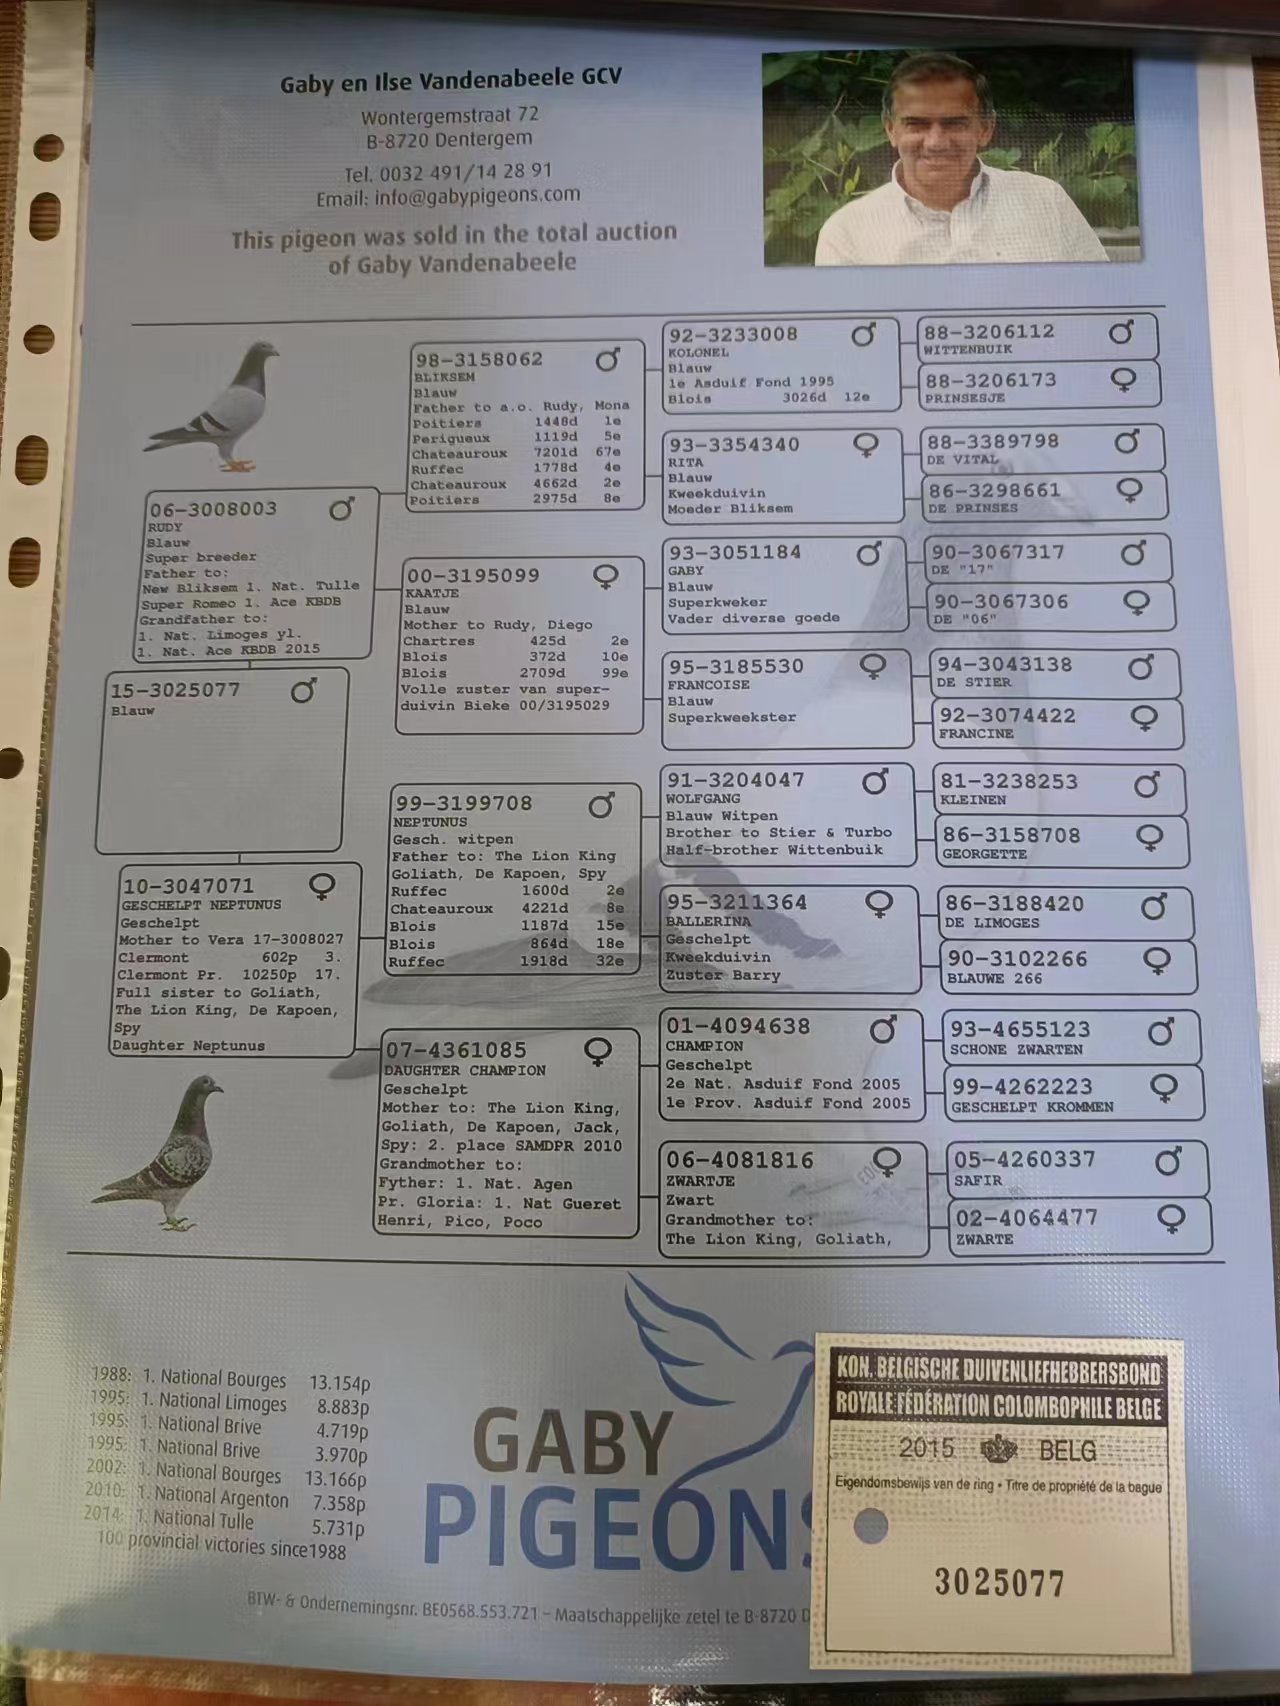 Gaby en Ilse Vandenabeele GCV
Wontergemstraat 72
B-8720 Dentergem
Tel. 0032 491/14 28 91
Email: info@gabypigeons.com
This pigeon was sold in the total auction
of Gaby Vandenabeele
15-3025077 ♂
Blauw
06-3008003 ♂
RUDY
Blauw
Super breeder
Father to:
New Bliksem 1. Nat. Tulle
Super Romeo 1. Ace KBDB
Grandfather to:
1. Nat. Limoges yl.
1. Nat. Ace KBDB 2015
10-3047071 ♀
GESCHELPT NEPTUNUS
Geschelpt
Mother to Vera 17-3008027
Clermont 602p 3.
Clermont Pr. 10250p 17.
Full sister to Goliath,
The Lion King, De Kapoen,
Spy
Daughter Neptunus
98-3158062 ♂
BLIKSEM
Blauw
Father to a.o. Rudy, Mona
Poitiers 1448d 1e
Perigueux 1119d 5e
Chateauroux 7201d 67e
Ruffec 1778d 4e
Chateauroux 4662d 2e
Poitiers 2975d 8e
00-3195099 ♀
KAATJE
Blauw
Mother to Rudy, Diego
Chartres 425d 2e
Blois 372d 10e
Blois 2709d 99e
Volle zuster van super-
duivin Bieke 00/3195029
99-3199708 ♂
NEPTUNUS
Gesch. witpen
Father to: The Lion King
Goliath, De Kapoen, Spy
Ruffec 1600d 2e
Chateauroux 4221d 8e
Blois 1187d 15e
Blois 864d 18e
Ruffec 1918d 32e
07-4361085 ♀
DAUGHTER CHAMPION
Geschelpt
Mother to: The Lion King,
Goliath, De Kapoen, Jack,
Spy: 2. place SAMDPR 2010
Grandmother to:
Fyther: 1. Nat. Agen
Pr. Gloria: 1. Nat Gueret
Henri, Pico, Poco
92-3233008 ♂
KOLONEL
Blauw
1e Asduif Fond 1995
Blois 3026d 12e
93-3354340 ♀
RITA
Blauw
Kweekduivin
Moeder Bliksem
93-3051184 ♂
GABY
Blauw
Superkweker
Vader diverse goede
95-3185530 ♀
FRANCOISE
Blauw
Superkweekster
91-3204047 ♂
WOLFGANG
Blauw Witpen
Brother to Stier & Turbo
Half-brother Wittenbuik
95-3211364 ♀
BALLERINA
Geschelpt
Kweekduivin
Zuster Barry
01-4094638 ♂
CHAMPION
Geschelpt
2e Nat. Asduif Fond 2005
1e Prov. Asduif Fond 2005
06-4081816 ♀
ZWARTJE
Zwart
Grandmother to:
The Lion King, Goliath,
88-3206112 ♂
WITTENBUIK
88-3206173 ♀
PRINSESJE
88-3389798 ♂
DE VITAL
86-3298661 ♀
DE PRINSES
90-3067317 ♂
DE "17"
90-3067306 ♀
DE "06"
94-3043138 ♂
DE STIER
92-3074422 ♀
FRANCINE
81-3238253 ♂
KLEINEN
86-3158708 ♀
GEORGETTE
86-3188420 ♂
DE LIMOGES
90-3102266 ♀
BLAUWE 266
93-4655123 ♂
SCHONE ZWARTEN
99-4262223 ♀
GESCHELPT KROMMEN
05-4260337 ♂
SAFIR
02-4064477 ♀
ZWARTE
1988: 1. National Bourges 13.154p
1995: 1. National Limoges 8.883p
1995: 1. National Brive 4.719p
1995: 1. National Brive 3.970p
2002: 1. National Bourges 13.166p
2010: 1. National Argenton 7.358p
2014: 1. National Tulle 5.731p
100 provincial victories since1988
GABY
PIGEONS
BTW- & Ondernemingsnr. BE0568.553.721 – Maatschappelijke zetel te B-8720 D
KON. BELGISCHE DUIVENLIEFHEBBERSBOND
ROYALE FÉDÉRATION COLOMBOPHILE BELGE
2015 BELG
Eigendomsbewijs van de ring • Titre de propriété de la bague
3025077